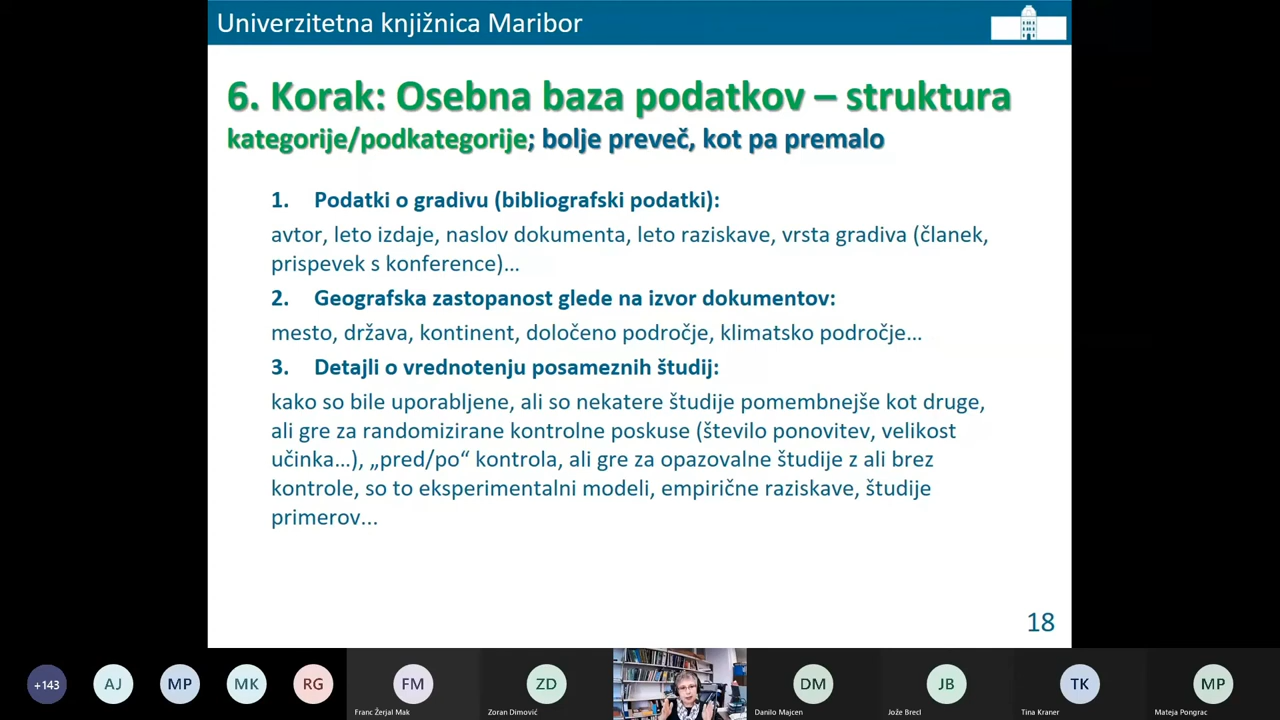 Univerzitetna knjižnica Maribor
6. Korak: Osebna baza podatkov – struktura
kategorije/podkategorije; bolje preveč, kot pa premalo
1. Podatki o gradivu (bibliografski podatki):
avtor, leto izdaje, naslov dokumenta, leto raziskave, vrsta gradiva (članek,
prispevek s konference)…
2. Geografska zastopanost glede na izvor dokumentov:
mesto, država, kontinent, določeno področje, klimatsko področje…
3. Detajli o vrednotenju posameznih študij:
kako so bile uporabljene, ali so nekatere študije pomembnejše kot druge,
ali gre za randomizirane kontrolne poskuse (število ponovitev, velikost
učinka…), „pred/po“ kontrola, ali gre za opazovalne študije z ali brez
kontrole, so to eksperimentalni modeli, empirične raziskave, študije
primerov...
18
+143 AJ MP MK RG FM ZD DM JB TK MP
Franc Žerjal Mak Zoran Dimović Danilo Majcen Jože Brecl Tina Kraner Mateja Pongrac